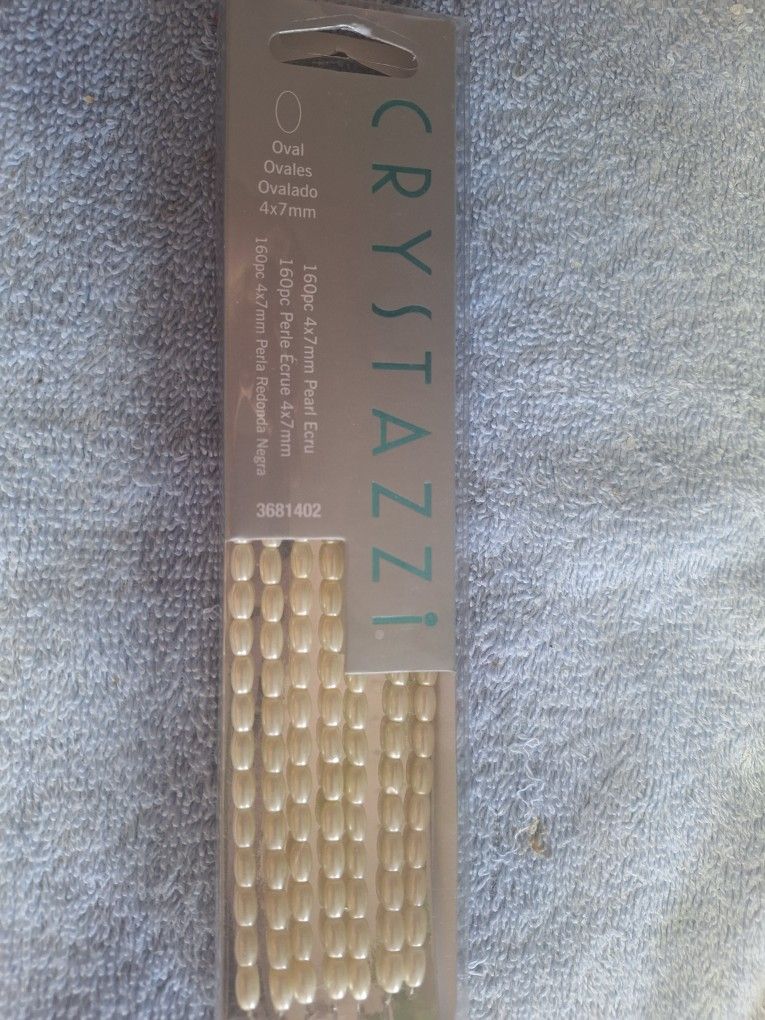 CRYSTAZZi
Oval
Ovales
Ovalado
4x7mm
160pc 4x7mm Pearl Ecru
160pc Perle Écrue 4x7mm
160pc 4x7mm Perla Redonda Negra
3681402